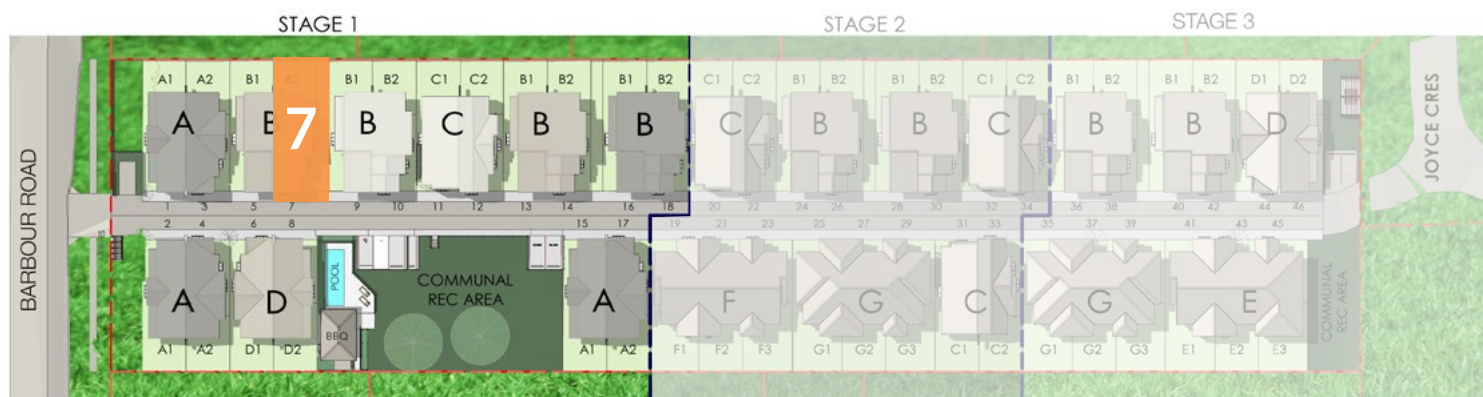 STAGE 1
STAGE 2
STAGE 3
A1 A2 B1 B2 B1 B2 C1 C2 B1 B2 B1 B2 C1 C2 B1 B2 B1 B2 C1 C2 B1 B2 B1 B2 D1 D2
A B 7 B C B B C B B C B B D
BARBOUR ROAD
JOYCE CRES
1 3 5 7 9 10 11 12 13 14 16 18 20 22 24 26 28 30 32 34 36 38 40 42 44 46
2 4 6 8 15 17 19 21 23 25 27 29 31 33 35 37 39 41 43 45
POOL
COMMUNAL
REC AREA
A D A F G C G E
BBQ
COMMUNAL
REC AREA
A1 A2 D1 D2 A1 A2 F1 F2 F3 G1 G2 G3 C1 C2 G1 G2 G3 E1 E2 E3